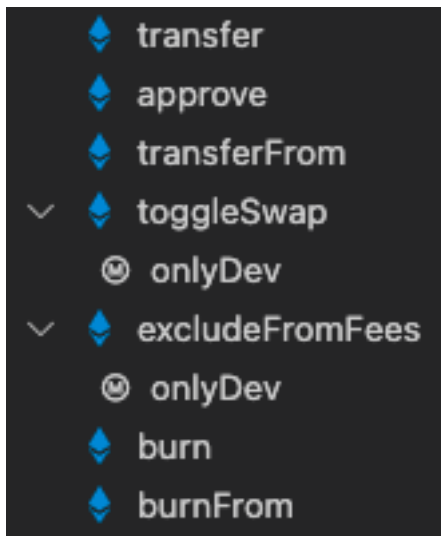 transfer
approve
transferFrom
toggleSwap
onlyDev
excludeFromFees
onlyDev
burn
burnFrom